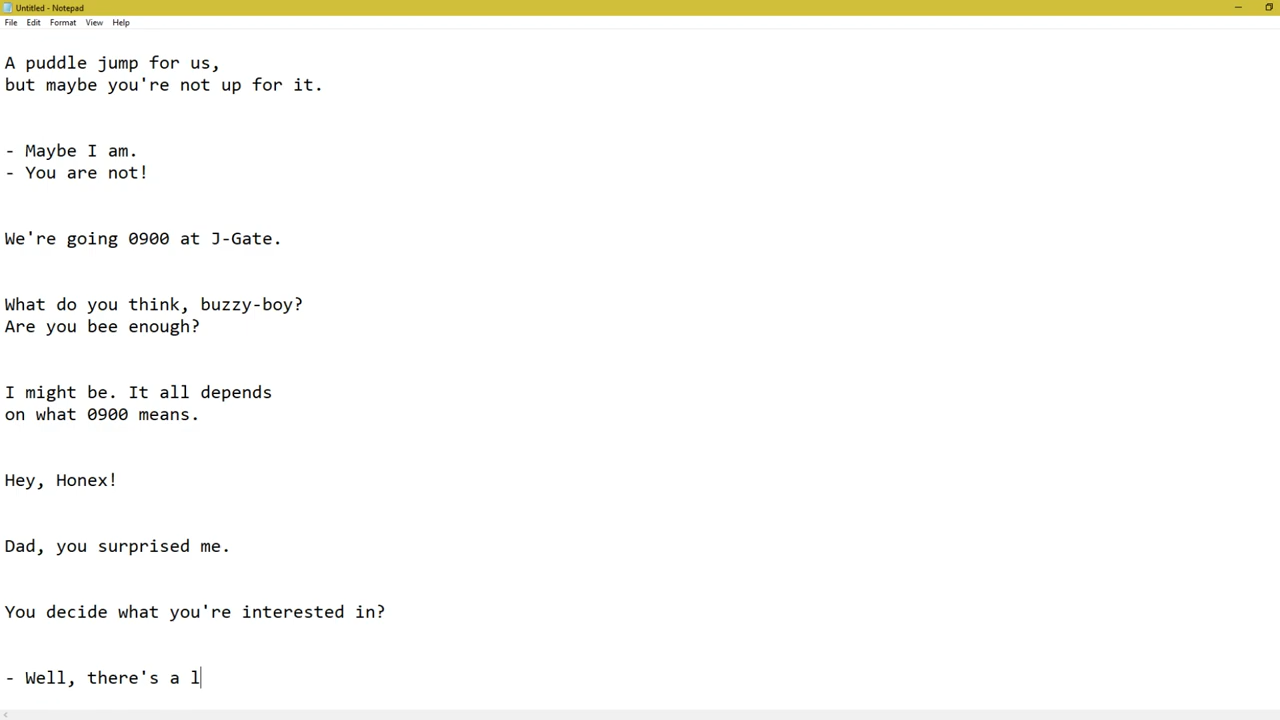 Untitled - Notepad
File Edit Format View Help
A puddle jump for us,
but maybe you're not up for it.
- Maybe I am.
- You are not!
We're going 0900 at J-Gate.
What do you think, buzzy-boy?
Are you bee enough?
I might be. It all depends
on what 0900 means.
Hey, Honex!
Dad, you surprised me.
You decide what you're interested in?
- Well, there's a l